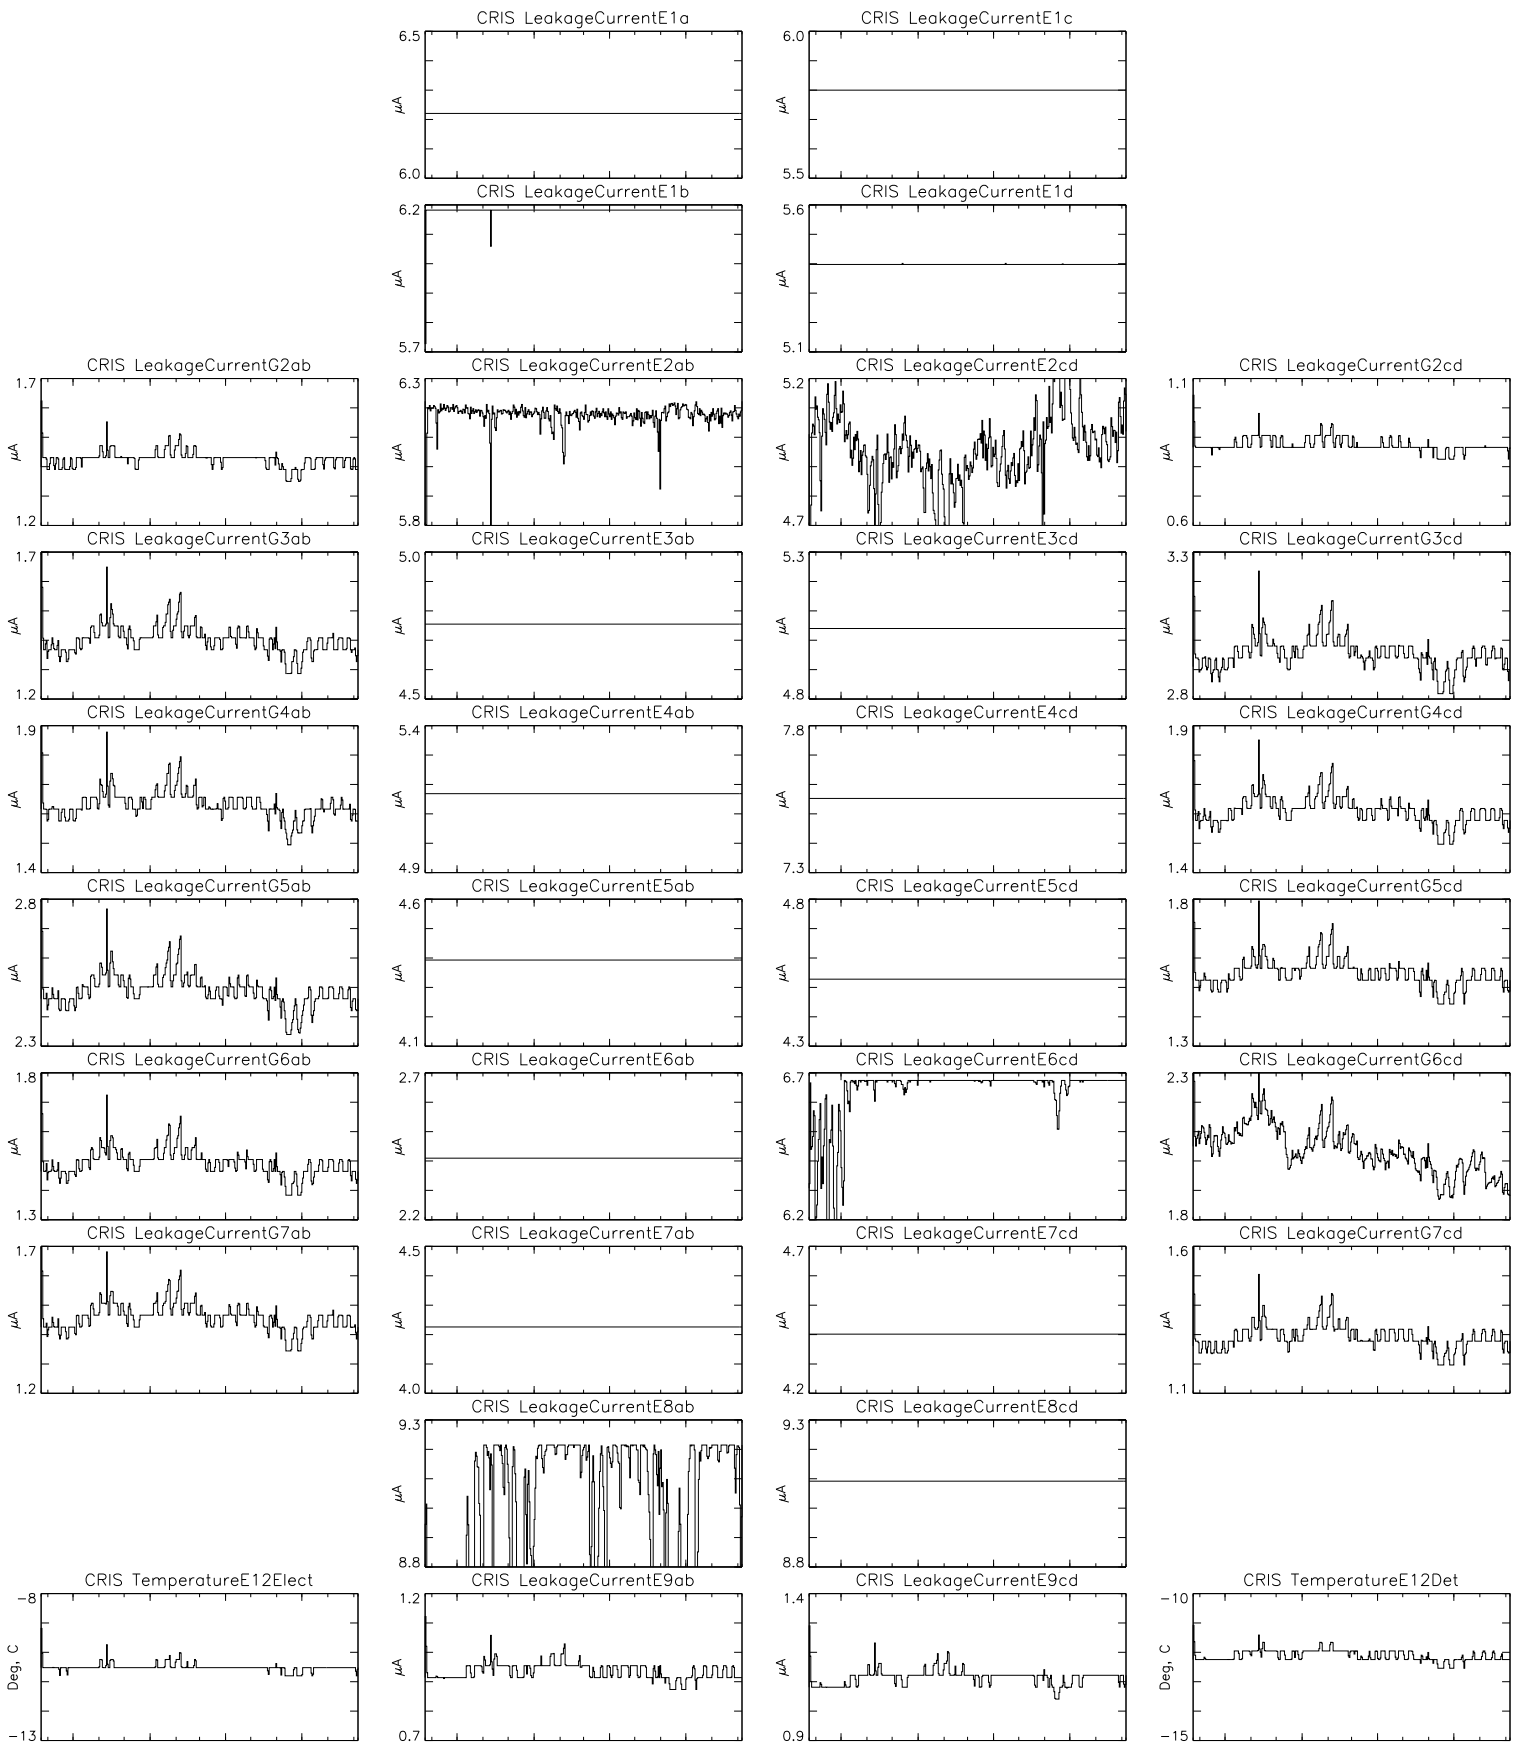 CRIS LeakageCurrentE1a
6.5
μA
6.0
CRIS LeakageCurrentE1c
6.0
μA
5.5
CRIS LeakageCurrentE1b
6.2
μA
5.7
CRIS LeakageCurrentE1d
5.6
μA
5.1
CRIS LeakageCurrentG2ab
1.7
μA
1.2
CRIS LeakageCurrentE2ab
6.3
μA
5.8
CRIS LeakageCurrentE2cd
5.2
μA
4.7
CRIS LeakageCurrentG2cd
1.1
μA
0.6
CRIS LeakageCurrentG3ab
1.7
μA
1.2
CRIS LeakageCurrentE3ab
5.0
μA
4.5
CRIS LeakageCurrentE3cd
5.3
μA
4.8
CRIS LeakageCurrentG3cd
3.3
μA
2.8
CRIS LeakageCurrentG4ab
1.9
μA
1.4
CRIS LeakageCurrentE4ab
5.4
μA
4.9
CRIS LeakageCurrentE4cd
7.8
μA
7.3
CRIS LeakageCurrentG4cd
1.9
μA
1.4
CRIS LeakageCurrentG5ab
2.8
μA
2.3
CRIS LeakageCurrentE5ab
4.6
μA
4.1
CRIS LeakageCurrentE5cd
4.8
μA
4.3
CRIS LeakageCurrentG5cd
1.8
μA
1.3
CRIS LeakageCurrentG6ab
1.8
μA
1.3
CRIS LeakageCurrentE6ab
2.7
μA
2.2
CRIS LeakageCurrentE6cd
6.7
μA
6.2
CRIS LeakageCurrentG6cd
2.3
μA
1.8
CRIS LeakageCurrentG7ab
1.7
μA
1.2
CRIS LeakageCurrentE7ab
4.5
μA
4.0
CRIS LeakageCurrentE7cd
4.7
μA
4.2
CRIS LeakageCurrentG7cd
1.6
μA
1.1
CRIS LeakageCurrentE8ab
9.3
μA
8.8
CRIS LeakageCurrentE8cd
9.3
μA
8.8
CRIS TemperatureE12Elect
-8
Deg, C
-13
CRIS LeakageCurrentE9ab
1.2
μA
0.7
CRIS LeakageCurrentE9cd
1.4
μA
0.9
CRIS TemperatureE12Det
-10
Deg, C
-15